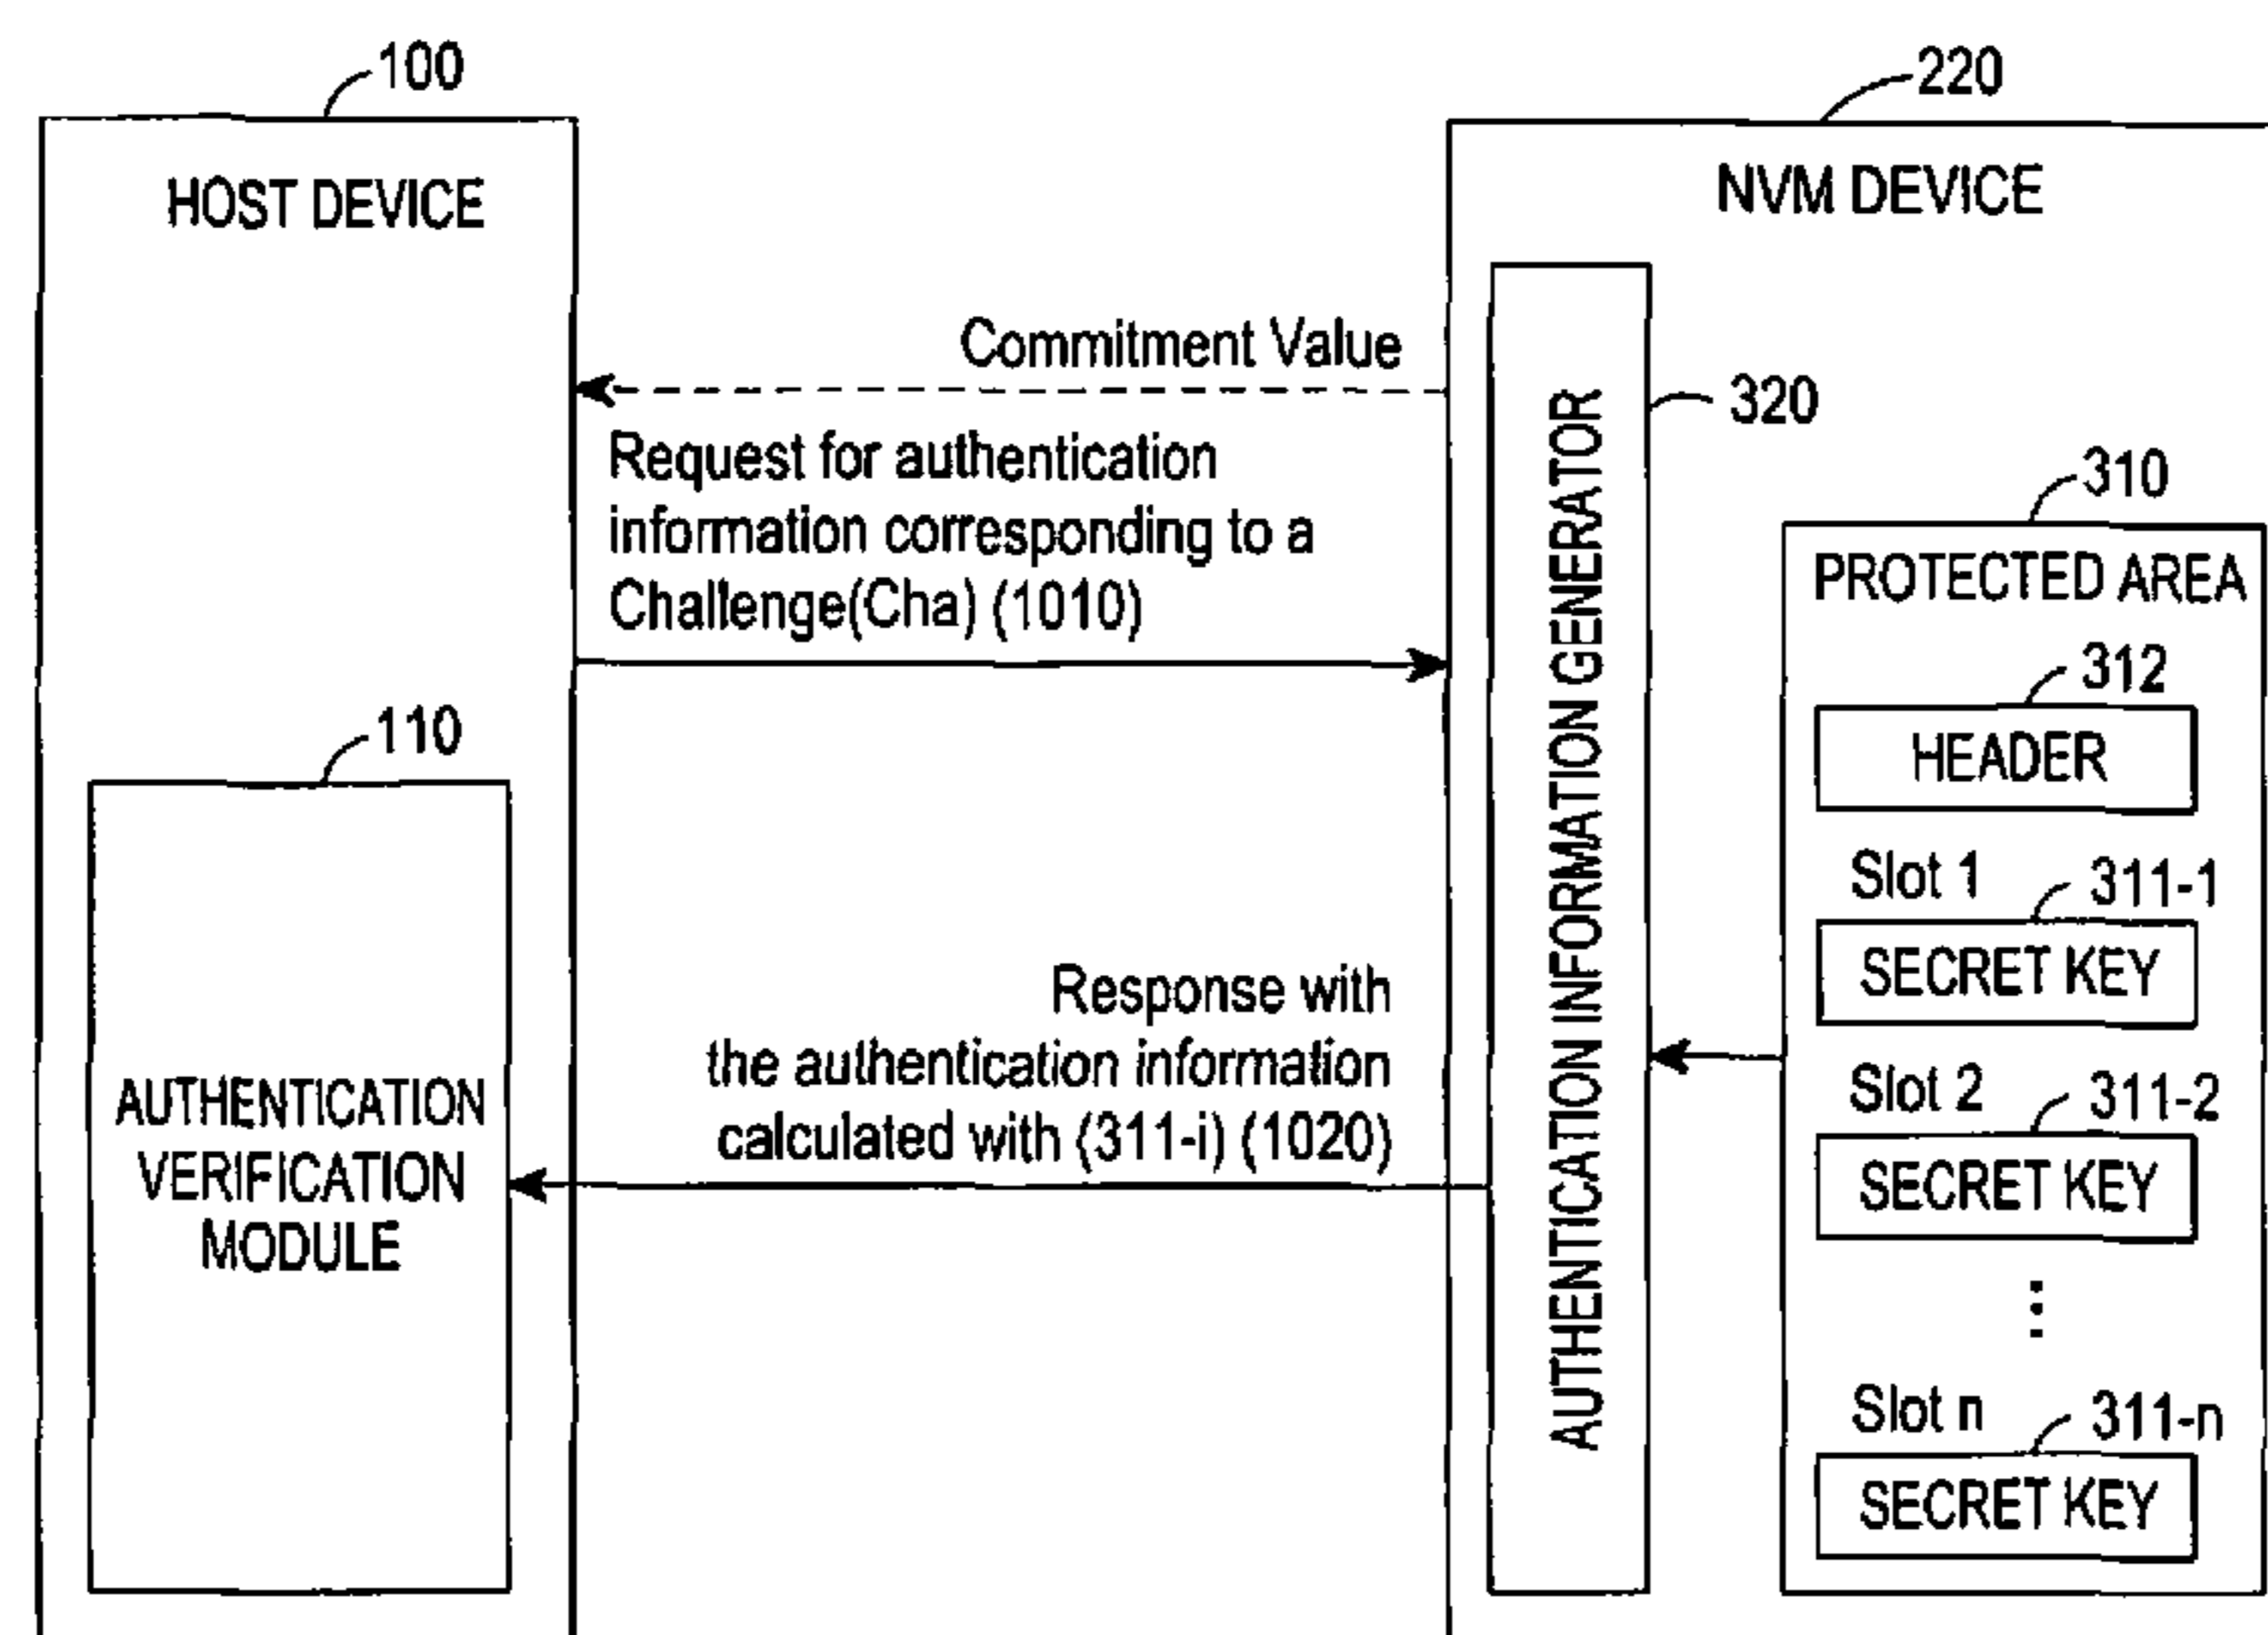 100
HOST DEVICE
110
AUTHENTICATION
VERIFICATION
MODULE
Commitment Value
Request for authentication
information corresponding to a
Challenge(Cha) (1010)
Response with
the authentication information
calculated with (311-i) (1020)
220
NVM DEVICE
320
AUTHENTICATION INFORMATION GENERATOR
310
PROTECTED AREA
312
HEADER
Slot 1
311-1
SECRET KEY
Slot 2
311-2
SECRET KEY
Slot n
311-n
SECRET KEY